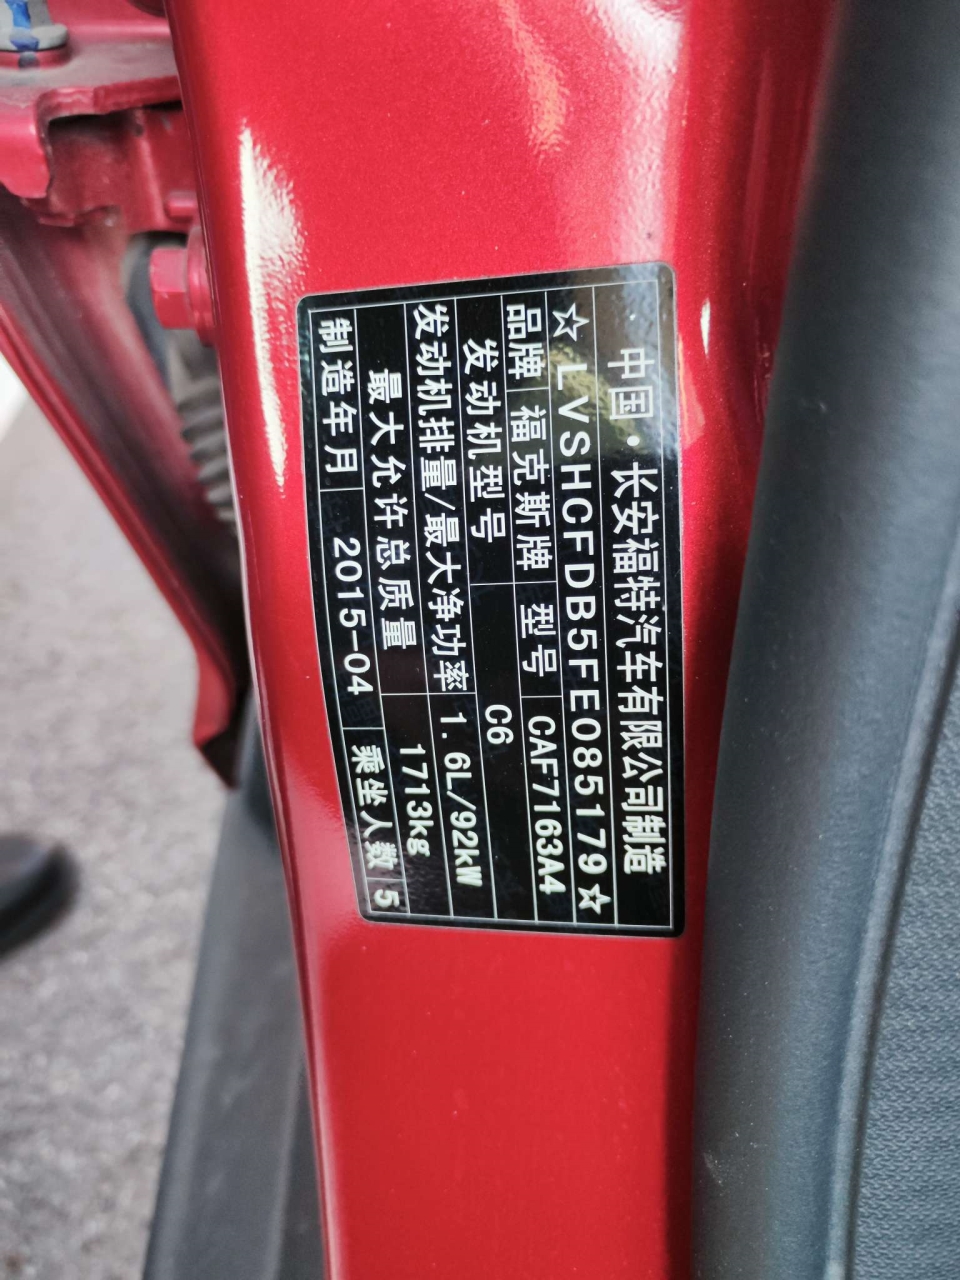 中国·长安福特汽车有限公司制造
☆LVSHCFDB5FE085179☆
品牌 福克斯牌 型号 CAF7163A4
发动机型号 C6
发动机排量/最大净功率 1.6L/92kW
最大允许总质量 1713kg
制造年月 2015-04 乘坐人数 5